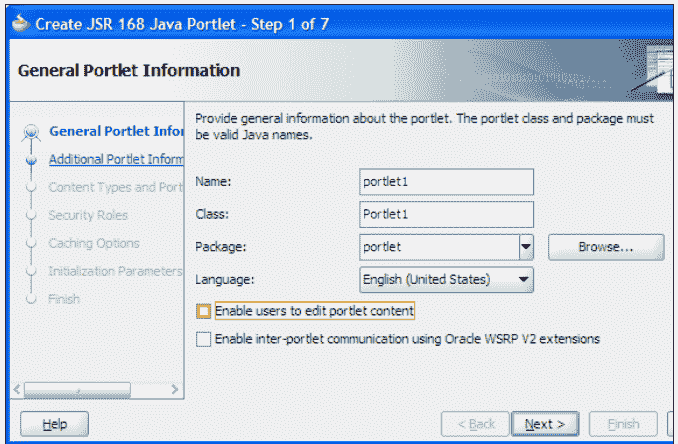 Create JSR 168 Java Portlet - Step 1 of 7
General Portlet Information
General Portlet Infor
Additional Portlet Inform
Content Types and Port
Security Roles
Caching Options
Initialization Parameters
Finish
Provide general information about the portlet. The portlet class and package must
be valid Java names.
Name:
portlet1
Class:
Portlet1
Package:
portlet
Browse...
Language:
English (United States)
Enable users to edit portlet content
Enable inter-portlet communication using Oracle WSRP V2 extensions
Help
< Back
Next >
Finish